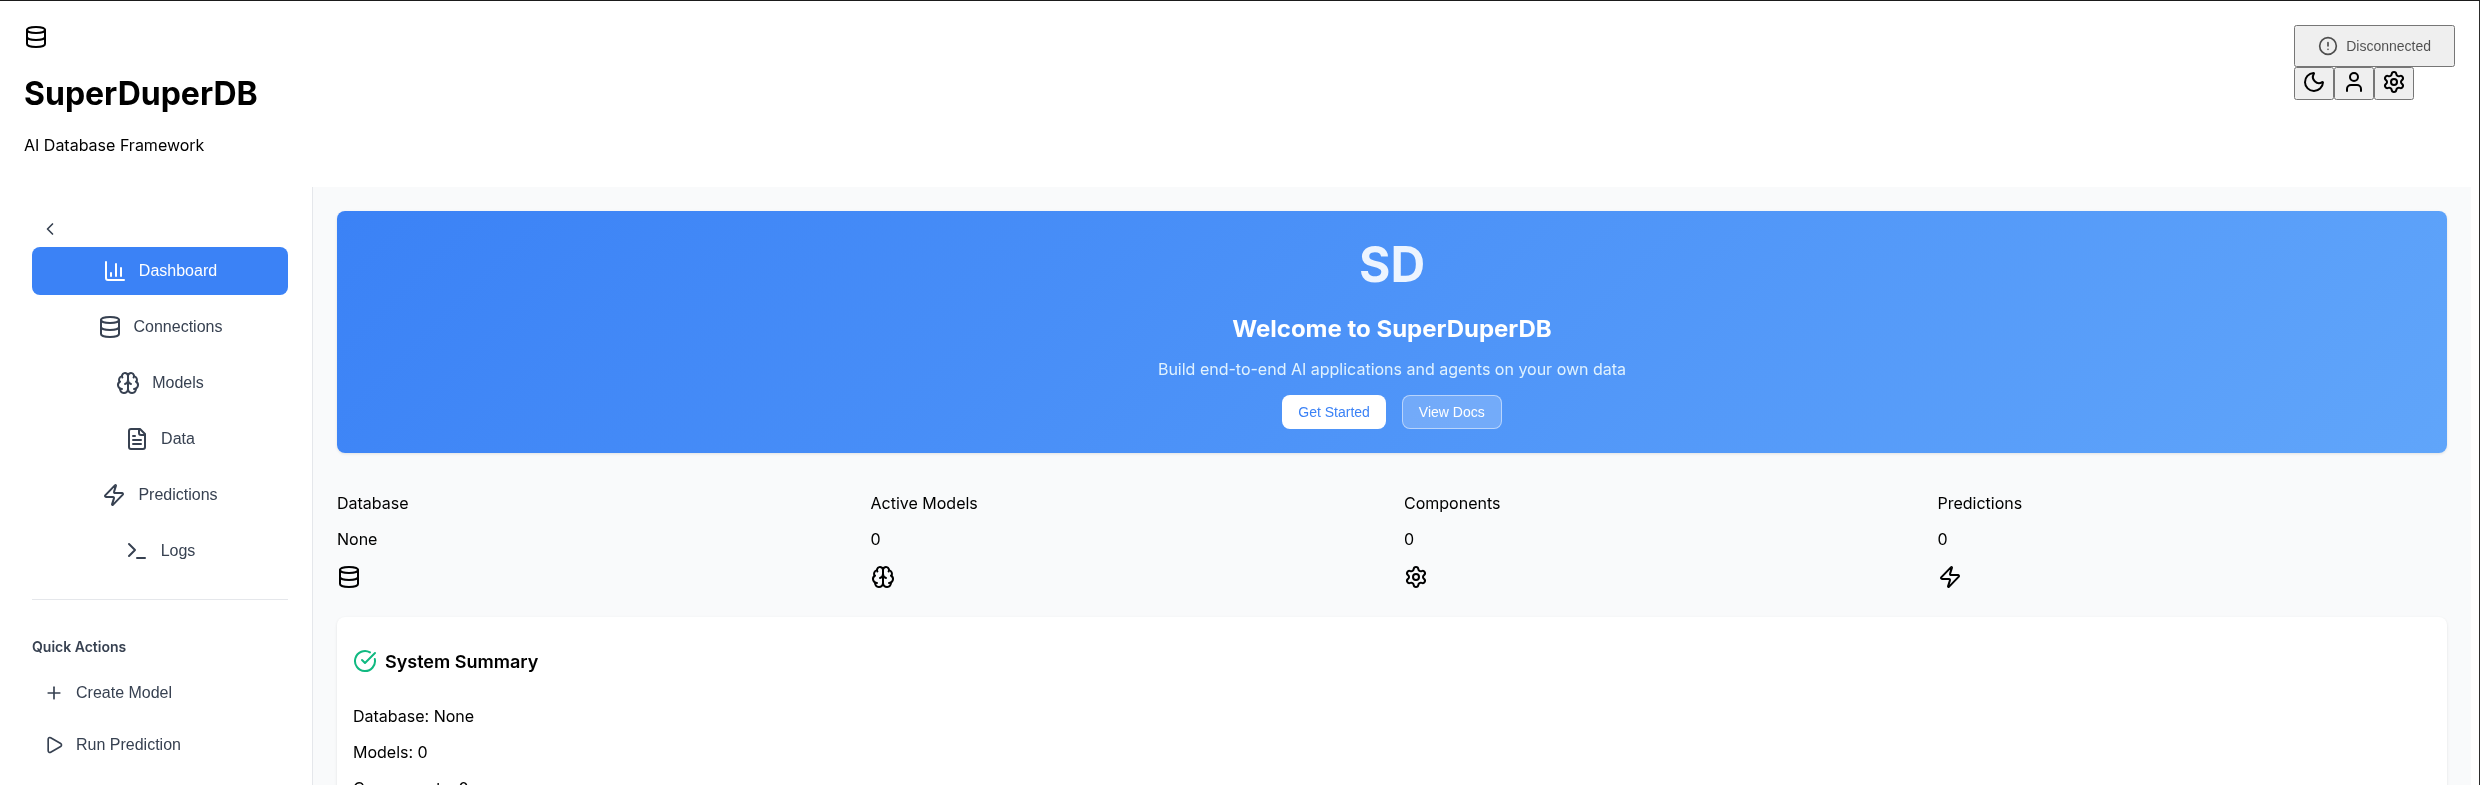 SuperDuperDB
AI Database Framework
Disconnected
Dashboard
Connections
Models
Data
Predictions
Logs
Quick Actions
Create Model
Run Prediction
SD
Welcome to SuperDuperDB
Build end-to-end AI applications and agents on your own data
Get Started
View Docs
Database
None
Active Models
0
Components
0
Predictions
0
System Summary
Database: None
Models: 0